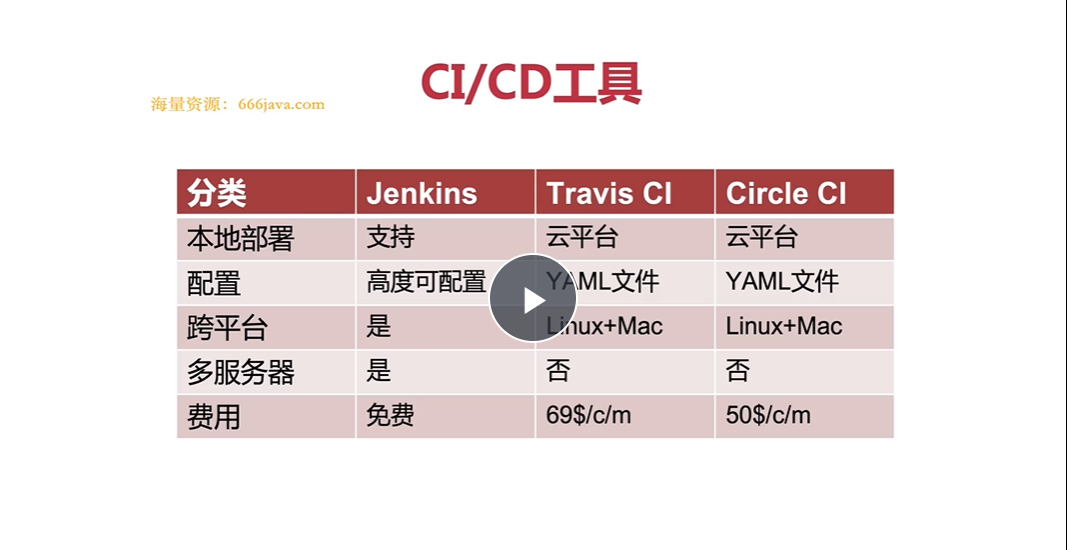 CI/CD工具
海量资源：666java.com
分类 Jenkins Travis CI Circle CI
本地部署 支持 云平台 云平台
配置 高度可配置 YAML文件 YAML文件
跨平台 是 Linux+Mac Linux+Mac
多服务器 是 否 否
费用 免费 69$/c/m 50$/c/m